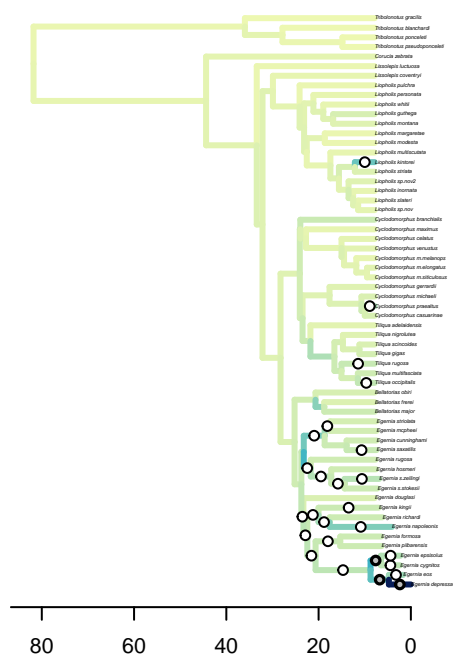 Tribolonotus gracilis
Tribolonotus blanchardi
Tribolonotus ponceleti
Tribolonotus pseudoponceleti
Corucia zebrata
Lissolepis luctuosa
Lissolepis coventryi
Liopholis pulchra
Liopholis personata
Liopholis whitii
Liopholis guthega
Liopholis montana
Liopholis margaretae
Liopholis modesta
Liopholis multiscutata
Liopholis kintorei
Liopholis striata
Liopholis sp.nov2
Liopholis inornata
Liopholis slateri
Liopholis sp.nov
Cyclodomorphus branchialis
Cyclodomorphus maximus
Cyclodomorphus celatus
Cyclodomorphus venustus
Cyclodomorphus m.melanops
Cyclodomorphus m.elongatus
Cyclodomorphus m.siticulosus
Cyclodomorphus gerrardii
Cyclodomorphus michaeli
Cyclodomorphus praealtus
Cyclodomorphus casuarinae
Tiliqua adelaidensis
Tiliqua nigrolutea
Tiliqua scincoides
Tiliqua gigas
Tiliqua rugosa
Tiliqua multifasciata
Tiliqua occipitalis
Bellatorias obiri
Bellatorias frerei
Bellatorias major
Egernia striolata
Egernia mcpheei
Egernia cunninghami
Egernia saxatilis
Egernia rugosa
Egernia hosmeri
Egernia s.zellingi
Egernia s.stokesii
Egernia douglasi
Egernia kingii
Egernia richardi
Egernia napoleonis
Egernia formosa
Egernia pilbarensis
Egernia episolus
Egernia cygnitos
Egernia eos
Egernia depressa
80 60 40 20 0